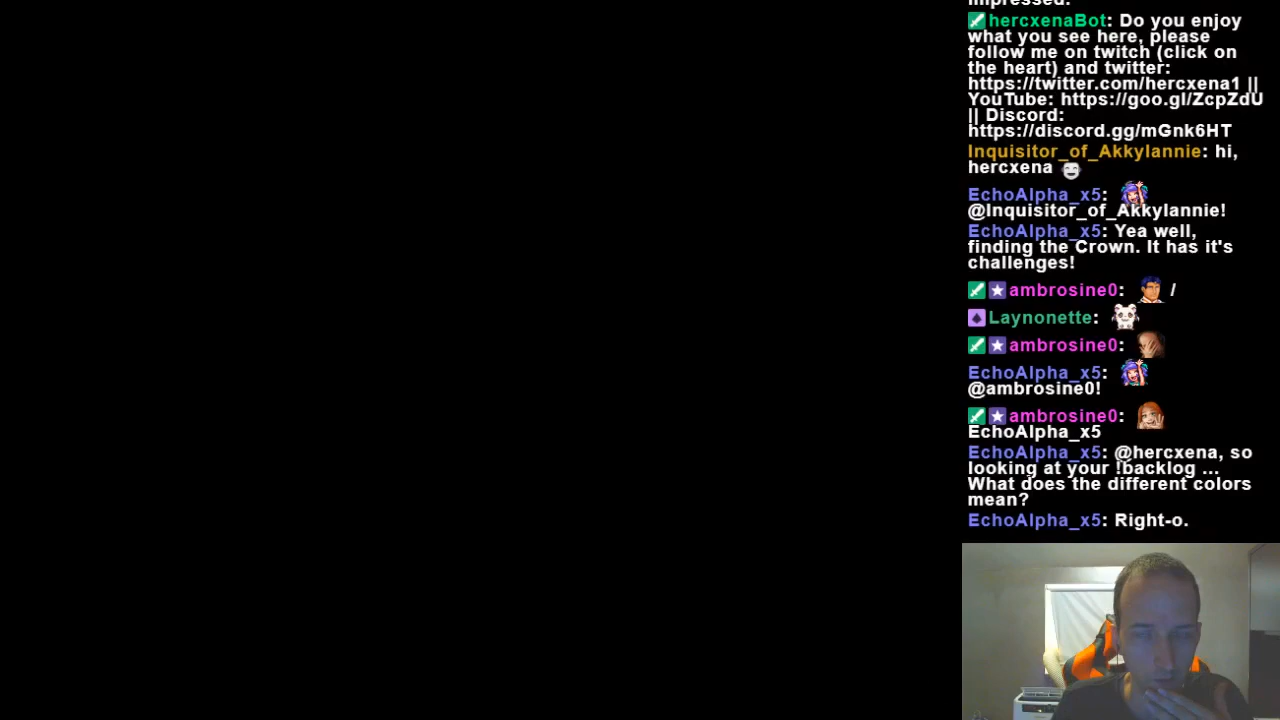 impressed.
hercxenaBot: Do you enjoy
what you see here, please
follow me on twitch (click on
the heart) and twitter:
https://twitter.com/hercxena1 ||
YouTube: https://goo.gl/ZcpZdU
|| Discord:
https://discord.gg/mGnk6HT
Inquisitor_of_Akkylannie: hi,
hercxena
EchoAlpha_x5:
@Inquisitor_of_Akkylannie!
EchoAlpha_x5: Yea well,
finding the Crown. It has it's
challenges!
ambrosine0: /
Laynonette:
ambrosine0:
EchoAlpha_x5:
@ambrosine0!
ambrosine0:
EchoAlpha_x5
EchoAlpha_x5: @hercxena, so
looking at your !backlog ...
What does the different colors
mean?
EchoAlpha_x5: Right-o.